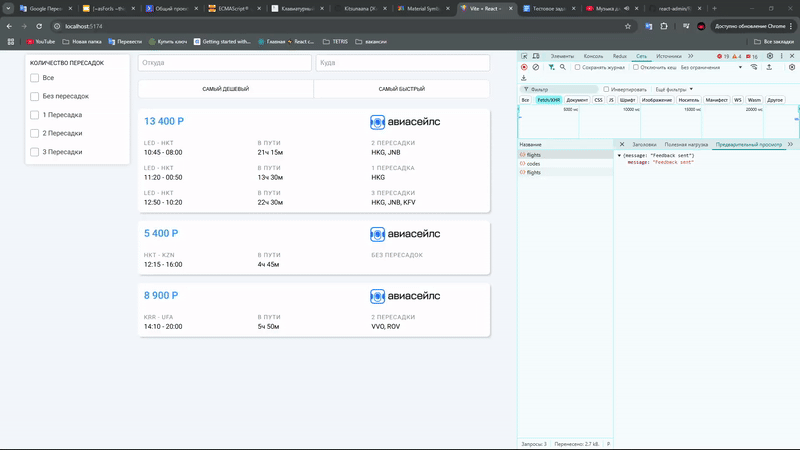 Google Пере
Общий прои
ECMAScript®
Клавиатурны
Kitsunawa (Ж
Material Symb
Vite + React -
Тестовое зад
Музыка д
react-admin/
localhost:5174
Доступно обновление Chrome
YouTube
Новая папка
Перевести
Купить ключ
Getting started with...
Главная
React c...
TETRIS
вакансии
Все закладки
КОЛИЧЕСТВО ПЕРЕСАДОК
Все
Без пересадок
1 Пересадка
2 Пересадки
3 Пересадки
Откуда
Куда
САМЫЙ ДЕШЕВЫЙ
САМЫЙ БЫСТРЫЙ
13 400 Р
авиасейлс
LED - HKT
В ПУТИ
2 ПЕРЕСАДКИ
10:45 - 08:00
21ч 15м
HKG, JNB
LED - HKT
В ПУТИ
1 ПЕРЕСАДКА
11:20 - 00:50
13ч 30м
HKG
LED - HKT
В ПУТИ
3 ПЕРЕСАДКИ
12:50 - 10:20
22ч 30м
HKG, JNB, KFV
5 400 Р
авиасейлс
HKT - KZN
В ПУТИ
БЕЗ ПЕРЕСАДОК
12:15 - 16:00
4ч 45м
8 900 Р
авиасейлс
KRR - UFA
В ПУТИ
2 ПЕРЕСАДКИ
14:10 - 20:00
5ч 50м
VVO, ROV
Элементы
Консоль
Redux
Сеть
Источники
19
4
16
Сохранять журнал
Отключить кэш
Без ограничения
Фильтр
Инвертировать
Ещё фильтры
Все
Fetch/XHR
Документ
CSS
JS
Шрифт
Изображение
Носитель
Манифест
WS
Wasm
Другое
5000 мс
10000 мс
15000 мс
20000 мс
Название
Заголовки
Полезная нагрузка
Предварительный просмотр
flights
codes
flights
{message: "Feedback sent"}
message: "Feedback sent"
Запросы: 3
Перенесено: 2,7 кБ.
Р